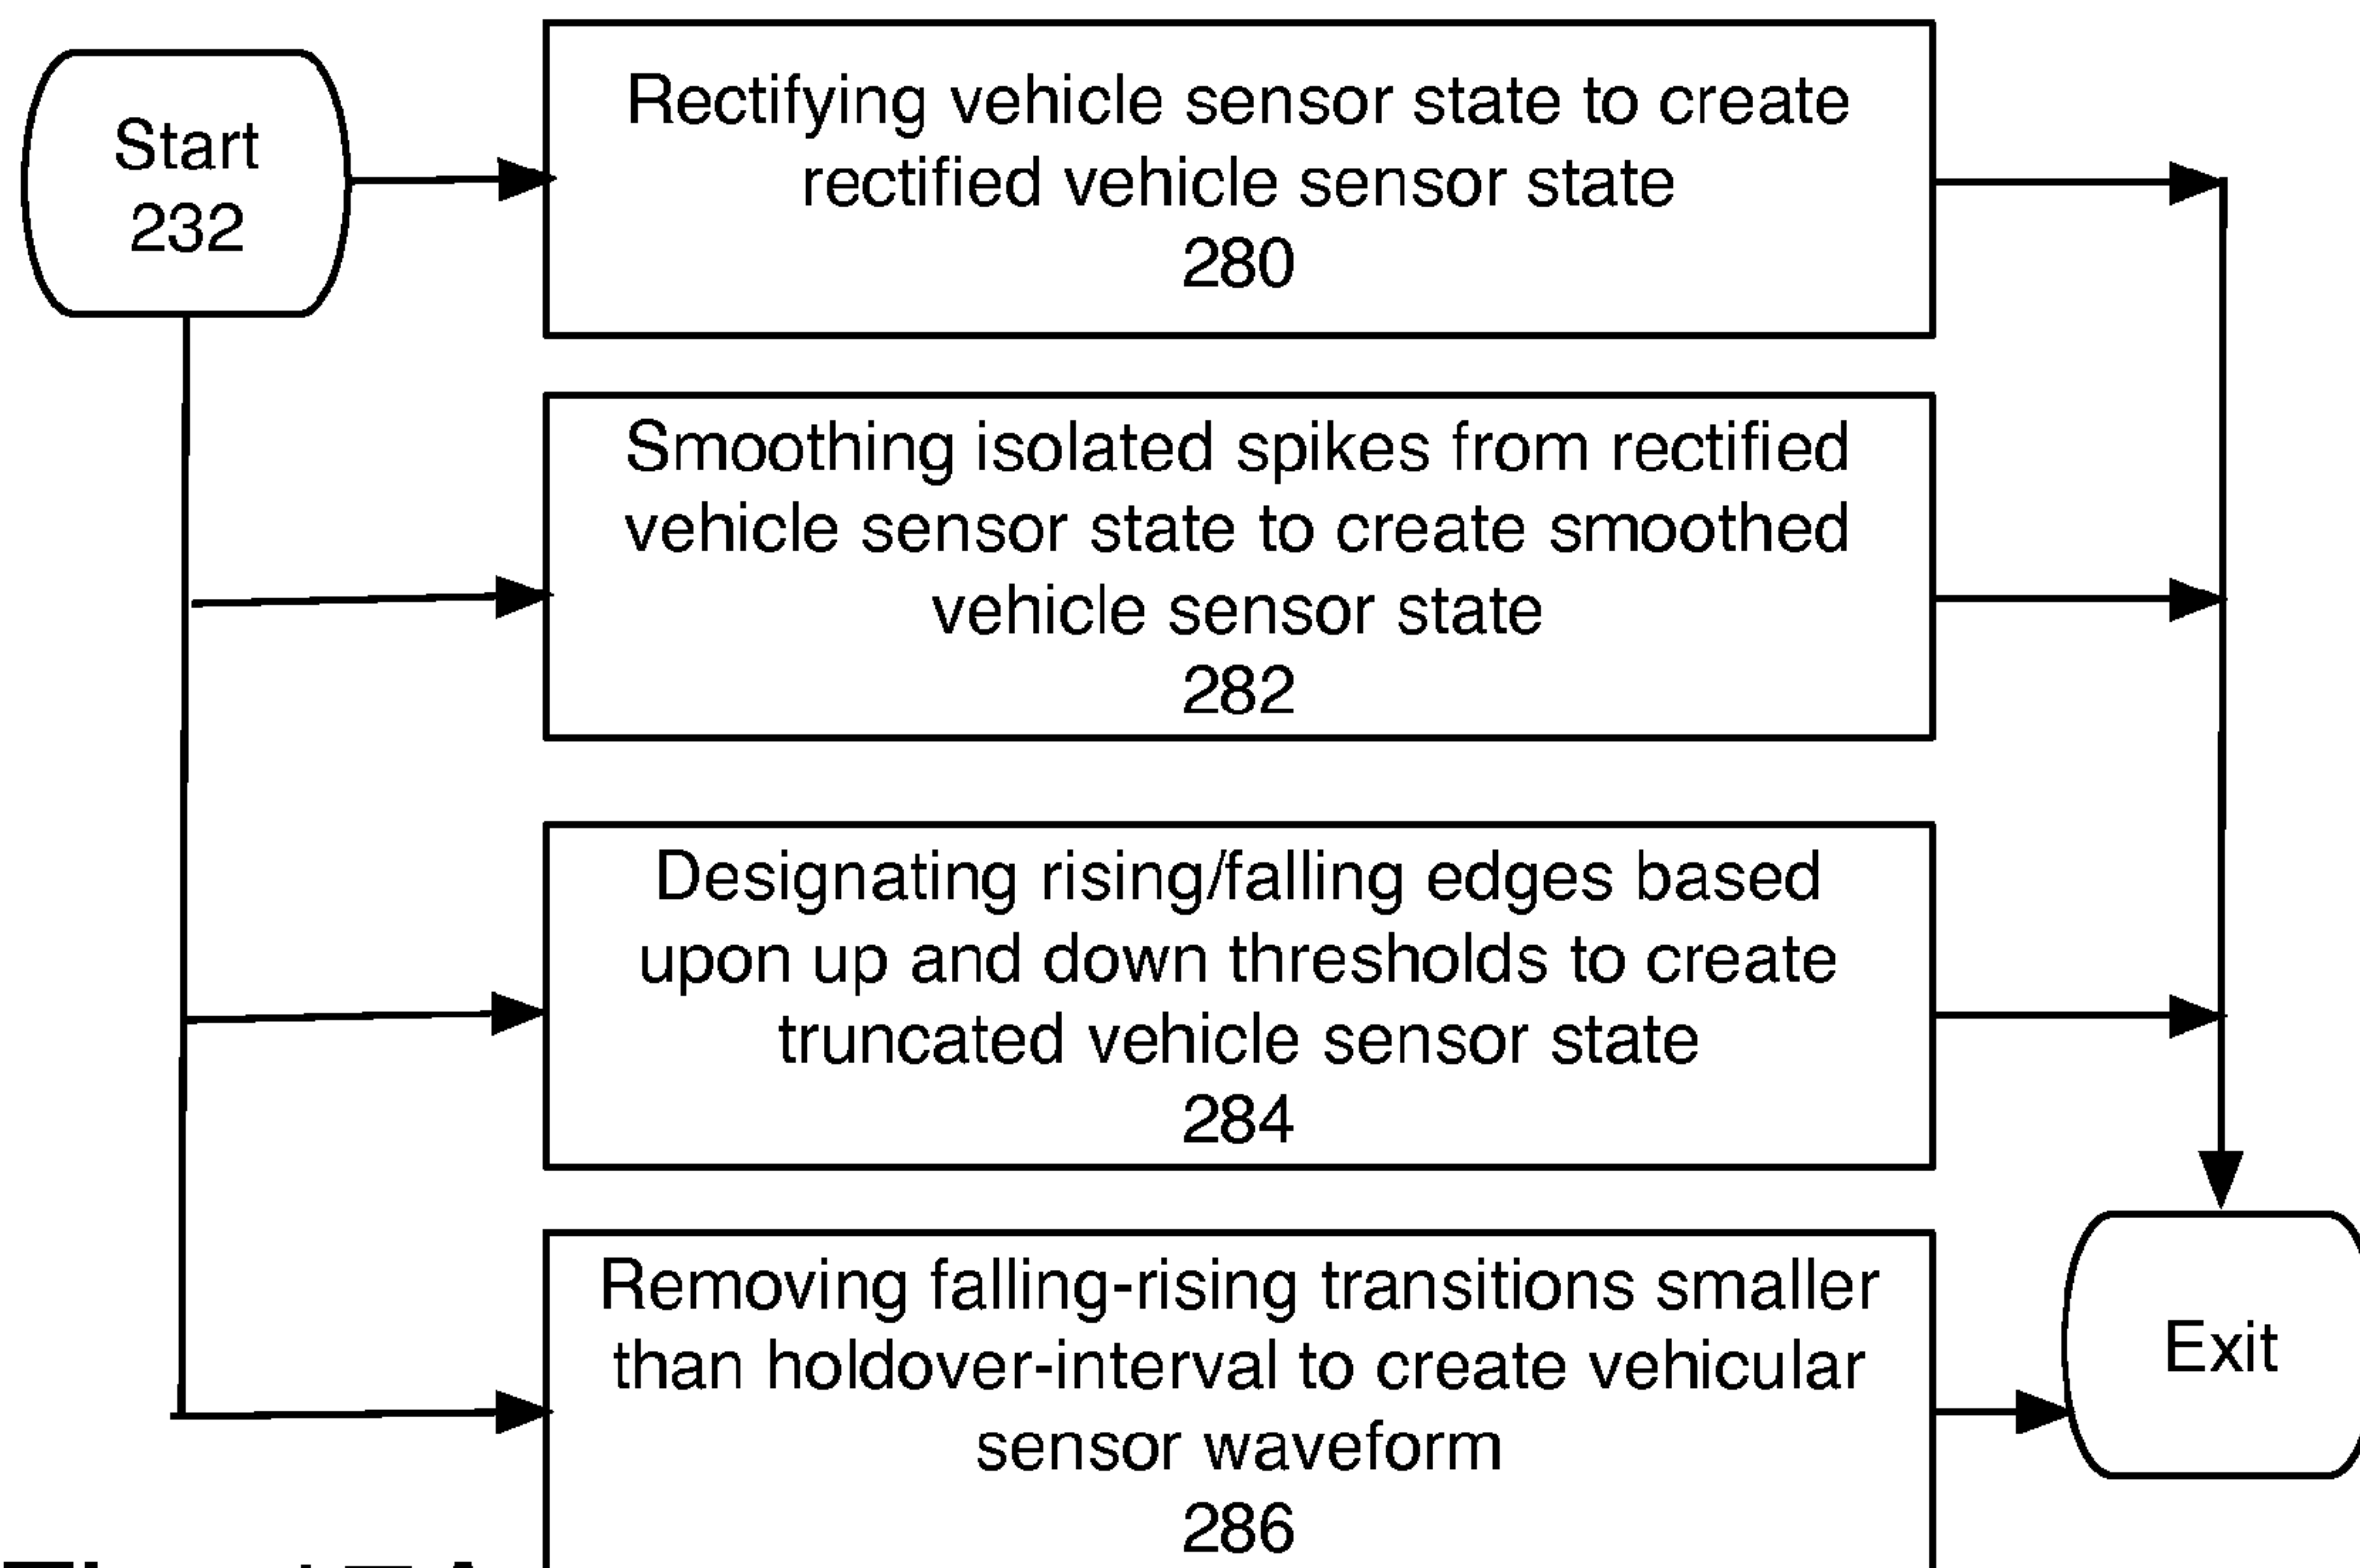 Start
232
Rectifying vehicle sensor state to create
rectified vehicle sensor state
280
Smoothing isolated spikes from rectified
vehicle sensor state to create smoothed
vehicle sensor state
282
Designating rising/falling edges based
upon up and down thresholds to create
truncated vehicle sensor state
284
Removing falling-rising transitions smaller
than holdover-interval to create vehicular
sensor waveform
286
Exit